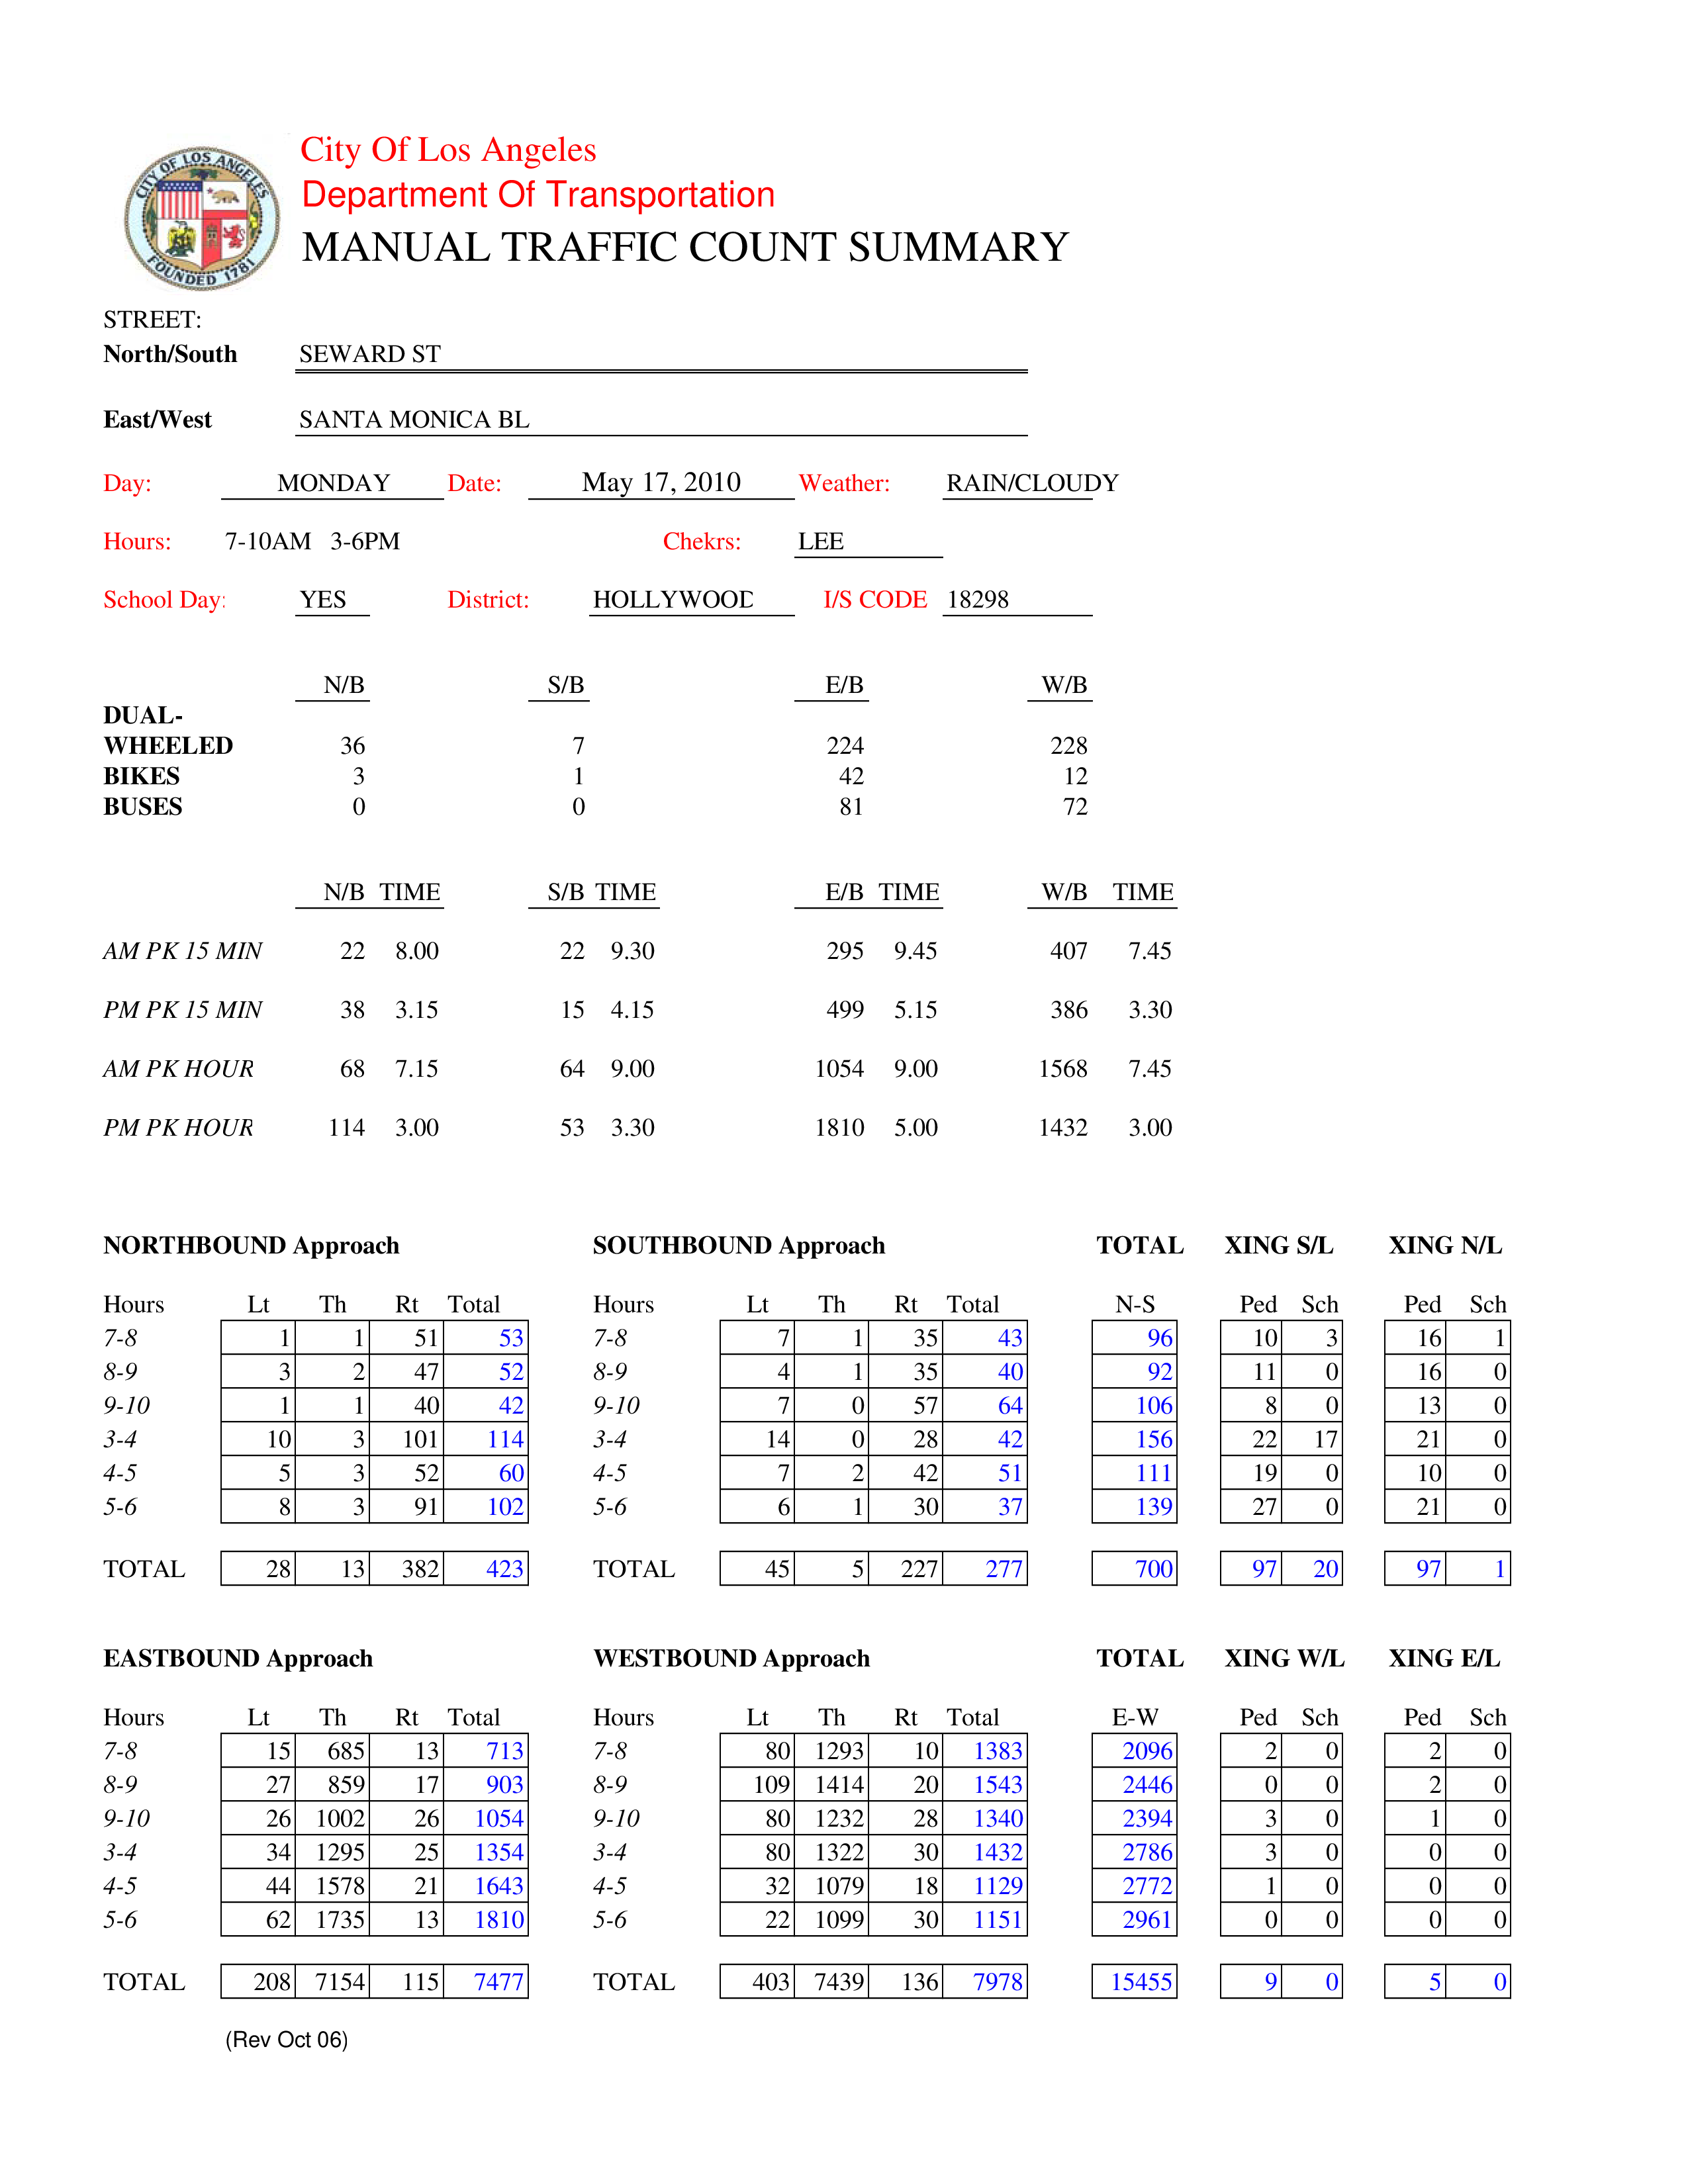 CITY OF LOS ANGELES
FOUNDED 1781
City Of Los Angeles
Department Of Transportation
MANUAL TRAFFIC COUNT SUMMARY
STREET:
North/South SEWARD ST
East/West SANTA MONICA BL
Day: MONDAY Date: May 17, 2010 Weather: RAIN/CLOUDY
Hours: 7-10AM 3-6PM Chekrs: LEE
School Day: YES District: HOLLYWOOD I/S CODE 18298
N/B S/B E/B W/B
DUAL-
WHEELED 36 7 224 228
BIKES 3 1 42 12
BUSES 0 0 81 72
N/B TIME S/B TIME E/B TIME W/B TIME
AM PK 15 MIN 22 8.00 22 9.30 295 9.45 407 7.45
PM PK 15 MIN 38 3.15 15 4.15 499 5.15 386 3.30
AM PK HOUR 68 7.15 64 9.00 1054 9.00 1568 7.45
PM PK HOUR 114 3.00 53 3.30 1810 5.00 1432 3.00
NORTHBOUND Approach SOUTHBOUND Approach TOTAL XING S/L XING N/L
Hours Lt Th Rt Total Hours Lt Th Rt Total N-S Ped Sch Ped Sch
7-8 1 1 51 53 7-8 7 1 35 43 96 10 3 16 1
8-9 3 2 47 52 8-9 4 1 35 40 92 11 0 16 0
9-10 1 1 40 42 9-10 7 0 57 64 106 8 0 13 0
3-4 10 3 101 114 3-4 14 0 28 42 156 22 17 21 0
4-5 5 3 52 60 4-5 7 2 42 51 111 19 0 10 0
5-6 8 3 91 102 5-6 6 1 30 37 139 27 0 21 0
TOTAL 28 13 382 423 TOTAL 45 5 227 277 700 97 20 97 1
EASTBOUND Approach WESTBOUND Approach TOTAL XING W/L XING E/L
Hours Lt Th Rt Total Hours Lt Th Rt Total E-W Ped Sch Ped Sch
7-8 15 685 13 713 7-8 80 1293 10 1383 2096 2 0 2 0
8-9 27 859 17 903 8-9 109 1414 20 1543 2446 0 0 2 0
9-10 26 1002 26 1054 9-10 80 1232 28 1340 2394 3 0 1 0
3-4 34 1295 25 1354 3-4 80 1322 30 1432 2786 3 0 0 0
4-5 44 1578 21 1643 4-5 32 1079 18 1129 2772 1 0 0 0
5-6 62 1735 13 1810 5-6 22 1099 30 1151 2961 0 0 0 0
TOTAL 208 7154 115 7477 TOTAL 403 7439 136 7978 15455 9 0 5 0
(Rev Oct 06)